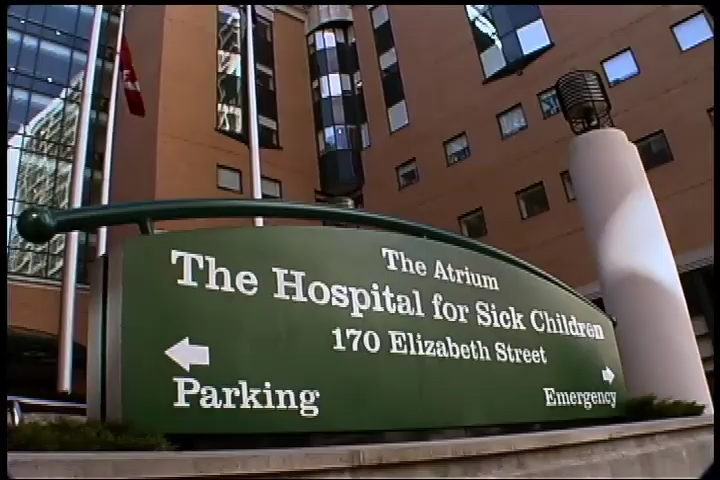 The Atrium
The Hospital for Sick Children
170 Elizabeth Street
Parking
Emergency